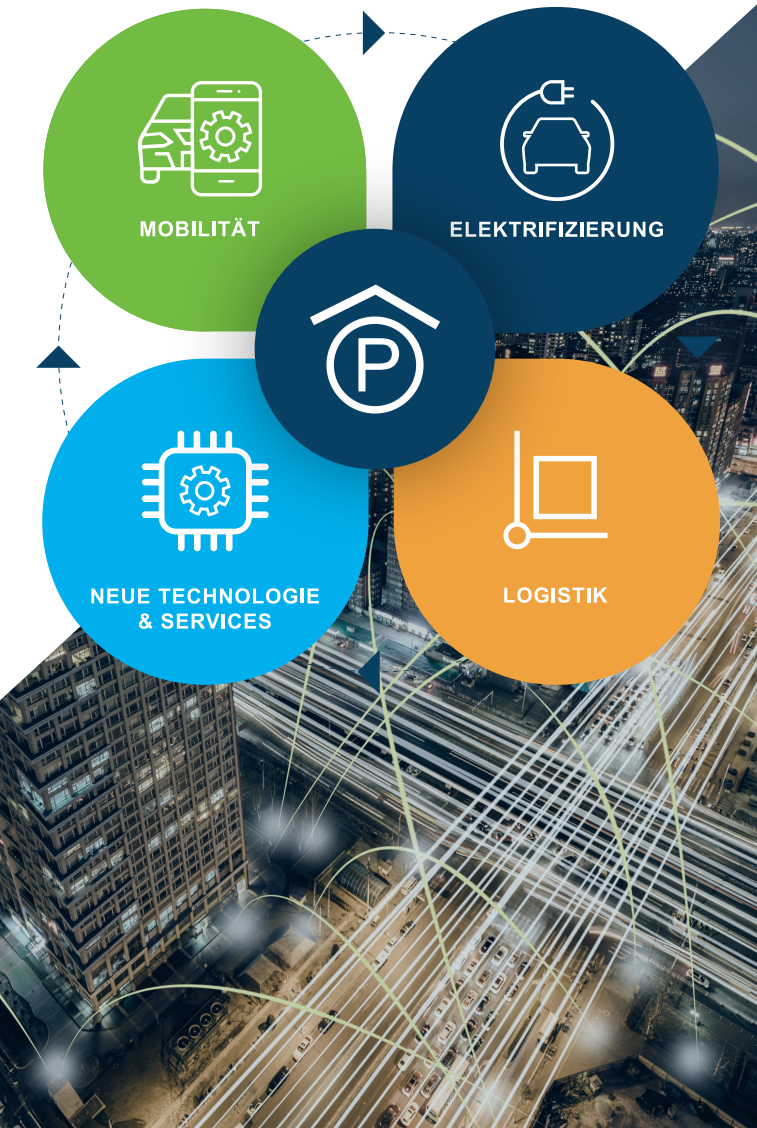 MOBILITÄT
ELEKTRIFIZIERUNG
P
NEUE TECHNOLOGIE
& SERVICES
LOGISTIK